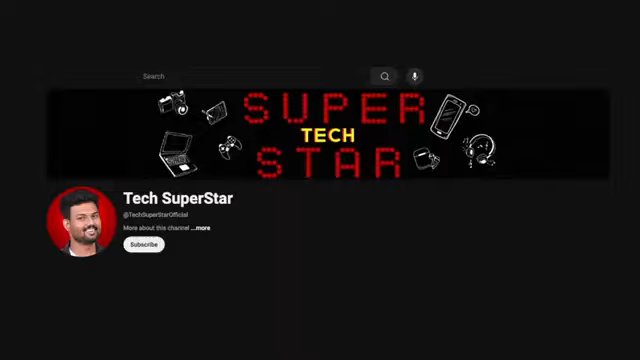 Search
SUPER
TECH
STAR
Tech SuperStar
@TechSuperStarOfficial
More about this channel ...more
Subscribe